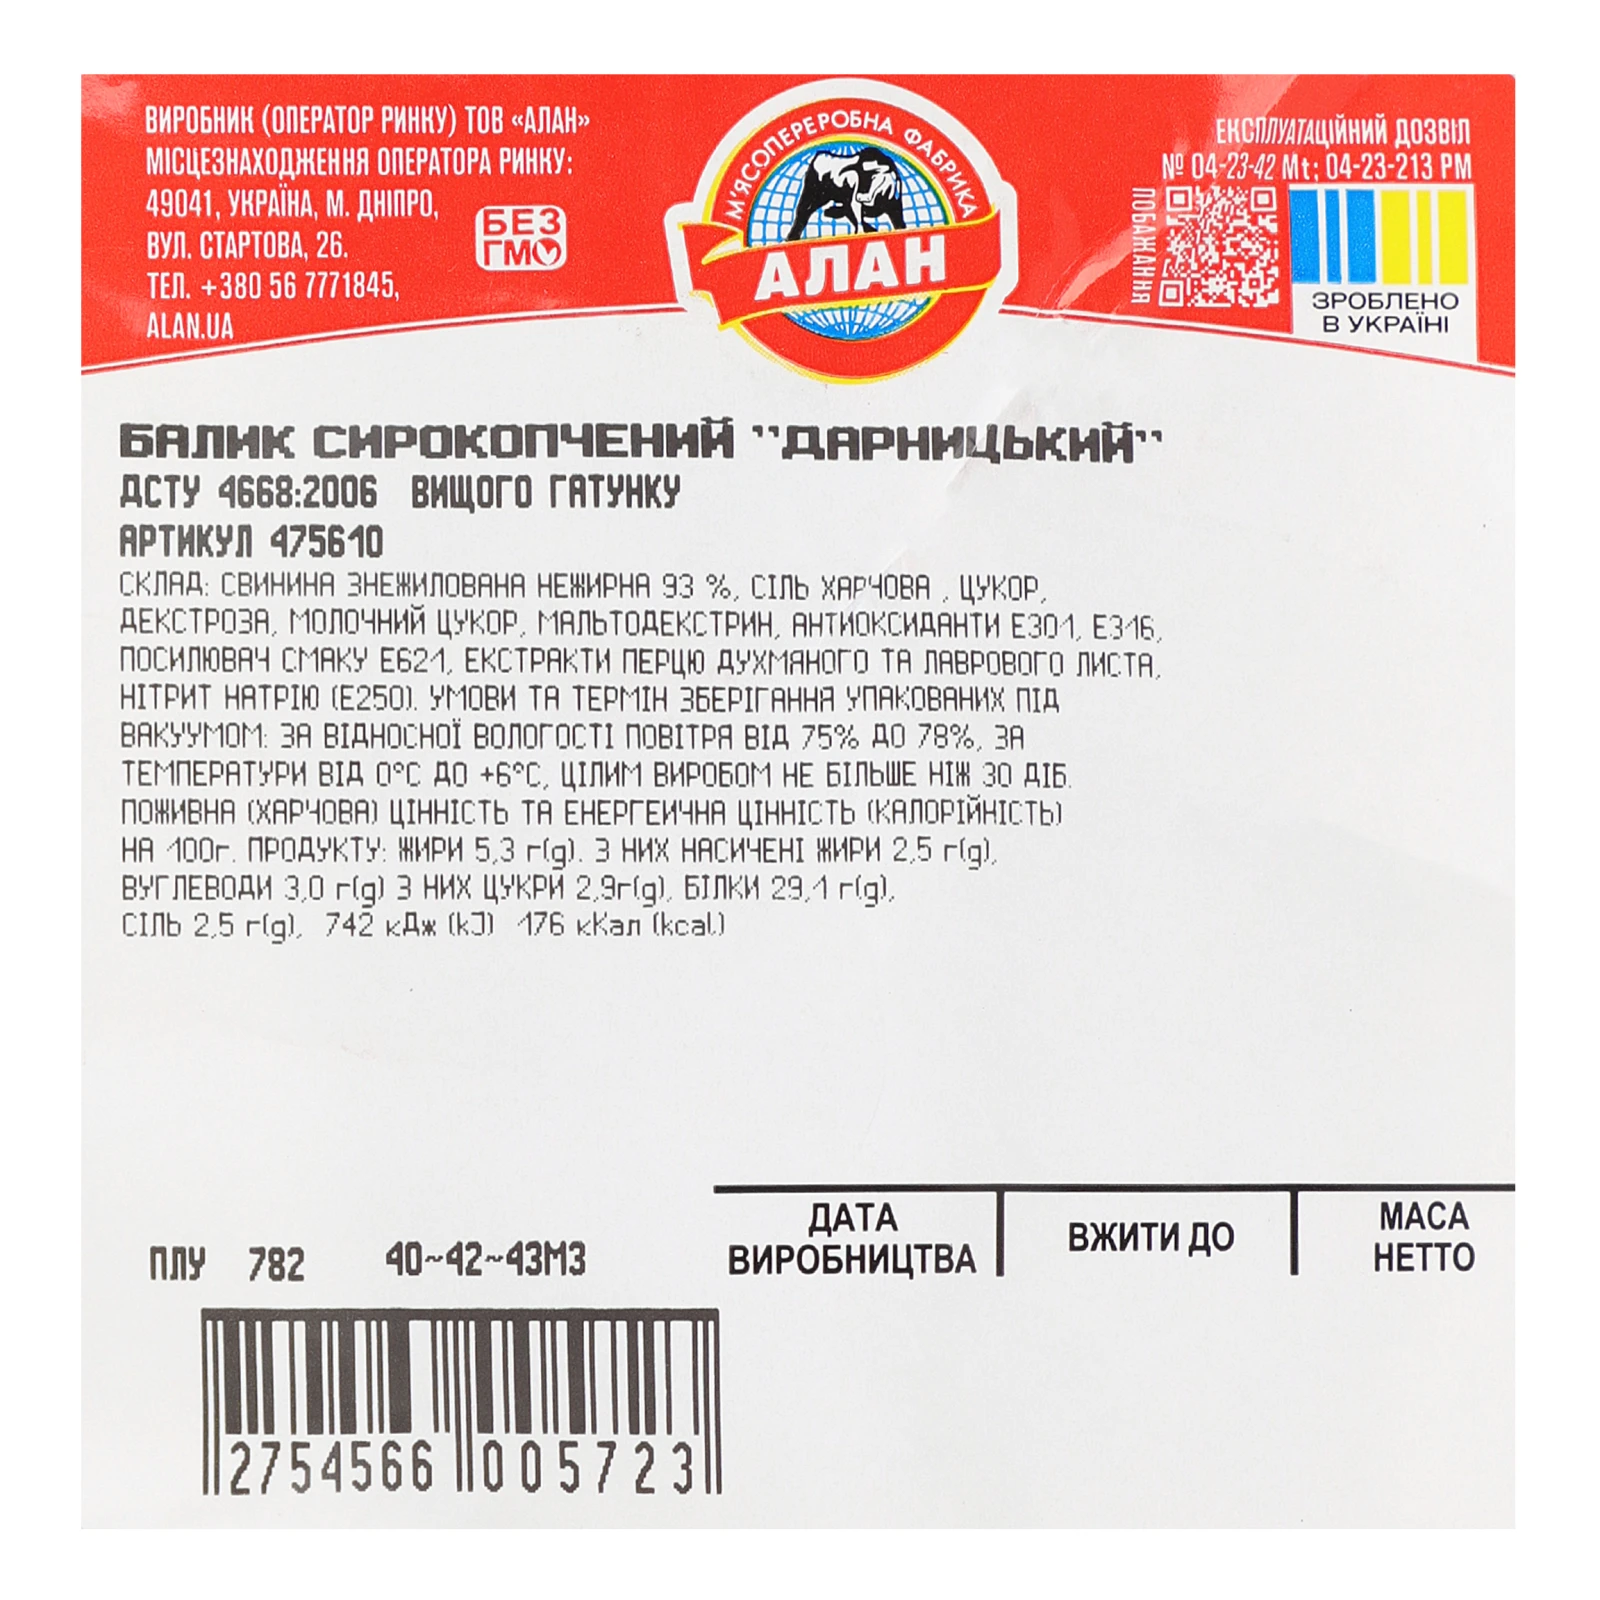 ВИРОБНИК (ОПЕРАТОР РИНКУ) ТОВ «АЛАН»
МІСЦЕЗНАХОДЖЕННЯ ОПЕРАТОРА РИНКУ:
49041, УКРАЇНА, М. ДНІПРО,
ВУЛ. СТАРТОВА, 26.
ТЕЛ. +380 56 7771845,
ALAN.UA
БЕЗ
ГМО
М'ЯСОПЕРЕРОБНА ФАБРИКА
АЛАН
ЕКСПЛУАТАЦІЙНИЙ ДОЗВІЛ
№ 04-23-42 Mt; 04-23-213 PM
ПОБАЖАННЯ
ЗРОБЛЕНО
В УКРАЇНІ
БАЛИК СИРОКОПЧЕНИЙ "ДАРНИЦЬКИЙ"
ДСТУ 4668:2006 ВИЩОГО ГАТУНКУ
АРТИКУЛ 475610
СКЛАД: СВИНИНА ЗНЕЖИЛОВАНА НЕЖИРНА 93 %, СІЛЬ ХАРЧОВА , ЦУКОР,
ДЕКСТРОЗА, МОЛОЧНИЙ ЦУКОР, МАЛЬТОДЕКСТРИН, АНТИОКСИДАНТИ Е301, Е316,
ПОСИЛЮВАЧ СМАКУ Е621, ЕКСТРАКТИ ПЕРЦЮ ДУХМЯНОГО ТА ЛАВРОВОГО ЛИСТА,
НІТРИТ НАТРІЮ (Е250). УМОВИ ТА ТЕРМІН ЗБЕРІГАННЯ УПАКОВАНИХ ПІД
ВАКУУМОМ: ЗА ВІДНОСНОЇ ВОЛОГОСТІ ПОВІТРЯ ВІД 75% ДО 78%, ЗА
ТЕМПЕРАТУРИ ВІД 0°С ДО +6°С, ЦІЛИМ ВИРОБОМ НЕ БІЛЬШЕ НІЖ 30 ДІБ.
ПОЖИВНА (ХАРЧОВА) ЦІННІСТЬ ТА ЕНЕРГЕИЧНА ЦІННІСТЬ (КАЛОРІЙНІСТЬ)
НА 100г. ПРОДУКТУ: ЖИРИ 5,3 г(g). З НИХ НАСИЧЕНІ ЖИРИ 2,5 г(g),
ВУГЛЕВОДИ 3,0 г(g) З НИХ ЦУКРИ 2,9г(g), БІЛКИ 29,1 г(g),
СІЛЬ 2,5 г(g), 742 кДж (kJ) 176 кКал (kcal)
ДАТА
ВИРОБНИЦТВА
ВЖИТИ ДО
МАСА
НЕТТО
ПЛУ 782 40~42~43М3
2754566 005723